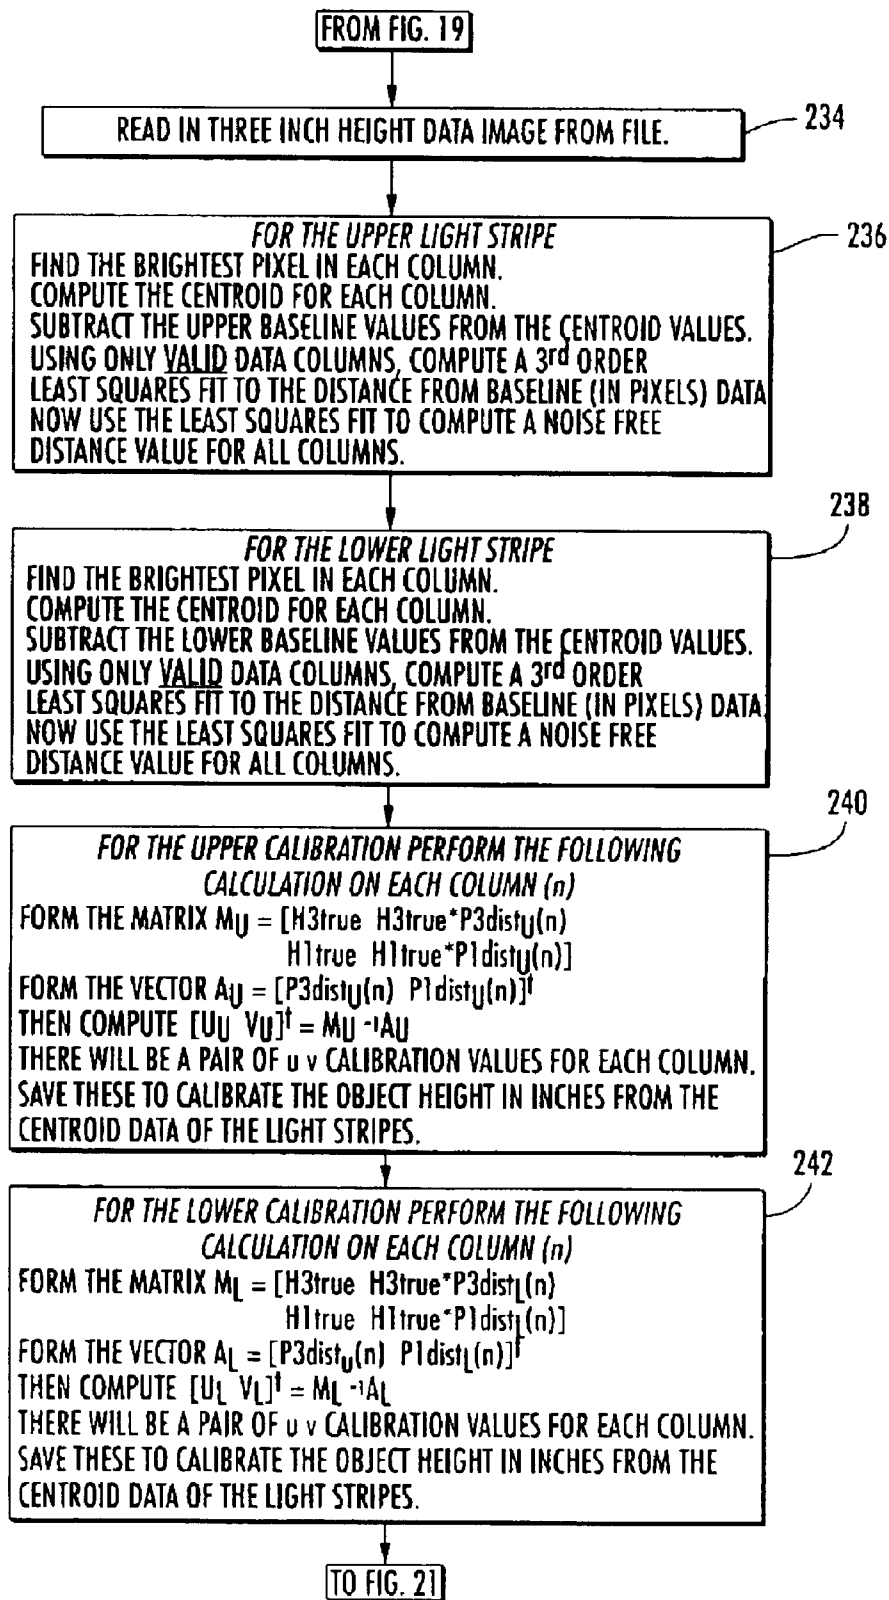 FROM FIG. 19
READ IN THREE INCH HEIGHT DATA IMAGE FROM FILE.
234
FOR THE UPPER LIGHT STRIPE
236
FIND THE BRIGHTEST PIXEL IN EACH COLUMN.
COMPUTE THE CENTROID FOR EACH COLUMN.
SUBTRACT THE UPPER BASELINE VALUES FROM THE CENTROID VALUES.
USING ONLY VALID DATA COLUMNS, COMPUTE A 3rd ORDER
LEAST SQUARES FIT TO THE DISTANCE FROM BASELINE (IN PIXELS) DATA
NOW USE THE LEAST SQUARES FIT TO COMPUTE A NOISE FREE
DISTANCE VALUE FOR ALL COLUMNS.
238
FOR THE LOWER LIGHT STRIPE
FIND THE BRIGHTEST PIXEL IN EACH COLUMN.
COMPUTE THE CENTROID FOR EACH COLUMN.
SUBTRACT THE LOWER BASELINE VALUES FROM THE CENTROID VALUES.
USING ONLY VALID DATA COLUMNS, COMPUTE A 3rd ORDER
LEAST SQUARES FIT TO THE DISTANCE FROM BASELINE (IN PIXELS) DATA
NOW USE THE LEAST SQUARES FIT TO COMPUTE A NOISE FREE
DISTANCE VALUE FOR ALL COLUMNS.
240
FOR THE UPPER CALIBRATION PERFORM THE FOLLOWING
CALCULATION ON EACH COLUMN (n)
FORM THE MATRIX MU = [H3true H3true*P3distU(n)
H1true H1true*P1distU(n)]
FORM THE VECTOR AU = [P3distU(n) P1distU(n)]t
THEN COMPUTE [UU VU]t = MU -1AU
THERE WILL BE A PAIR OF u v CALIBRATION VALUES FOR EACH COLUMN.
SAVE THESE TO CALIBRATE THE OBJECT HEIGHT IN INCHES FROM THE
CENTROID DATA OF THE LIGHT STRIPES.
242
FOR THE LOWER CALIBRATION PERFORM THE FOLLOWING
CALCULATION ON EACH COLUMN (n)
FORM THE MATRIX ML = [H3true H3true*P3distL(n)
H1true H1true*P1distL(n)]
FORM THE VECTOR AL = [P3distu(n) P1distL(n)]t
THEN COMPUTE [UL VL]t = ML -1AL
THERE WILL BE A PAIR OF u v CALIBRATION VALUES FOR EACH COLUMN.
SAVE THESE TO CALIBRATE THE OBJECT HEIGHT IN INCHES FROM THE
CENTROID DATA OF THE LIGHT STRIPES.
TO FIG. 21